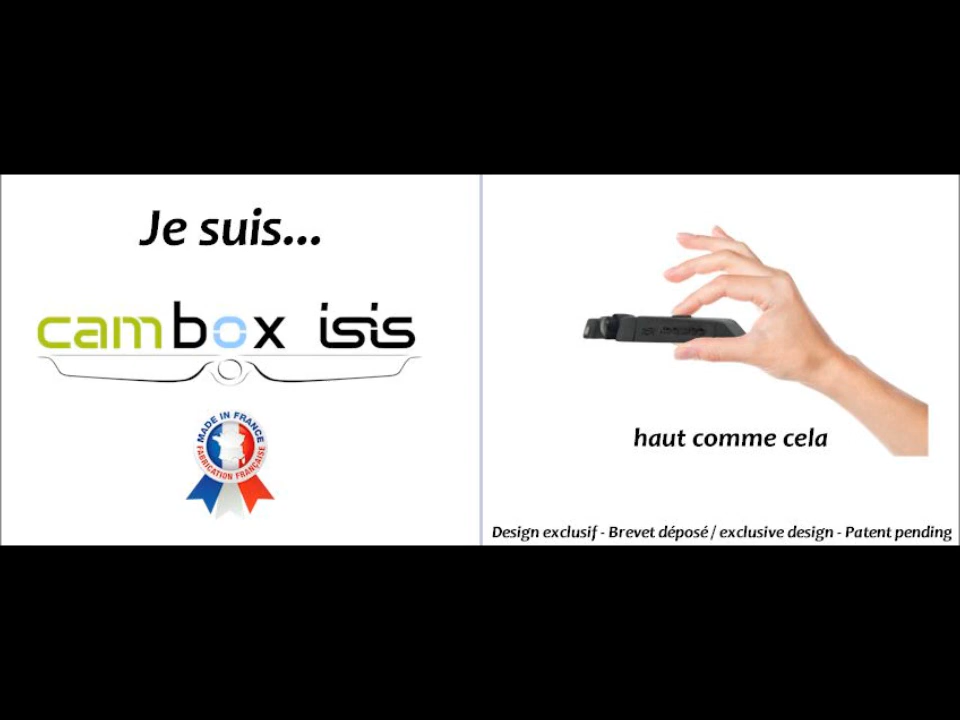 Je suis...
cambox isis
MADE IN FRANCE
FABRICATION FRANÇAISE
haut comme cela
Design exclusif - Brevet déposé / exclusive design - Patent pending